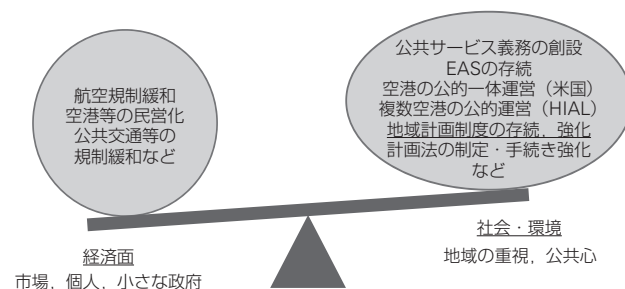 航空規制緩和
空港等の民営化
公共交通等の
規制緩和など
公共サービス義務の創設
EASの存続
空港の公的一体運営（米国）
複数空港の公的運営（HIAL）
地域計画制度の存続，強化
計画法の制定・手続き強化
など
経済面
市場，個人，小さな政府
社会・環境
地域の重視，公共心